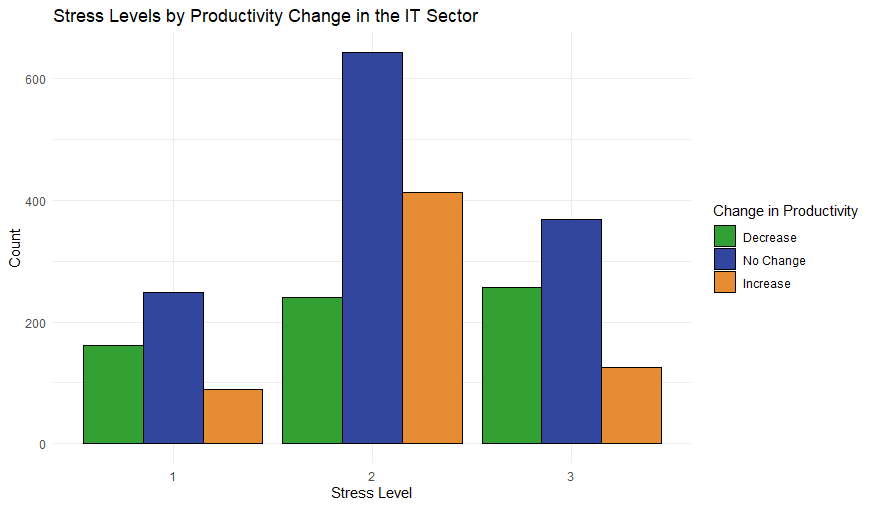 Stress Levels by Productivity Change in the IT Sector
Count
600
400
200
0
1 2 3
Stress Level
Change in Productivity
Decrease
No Change
Increase